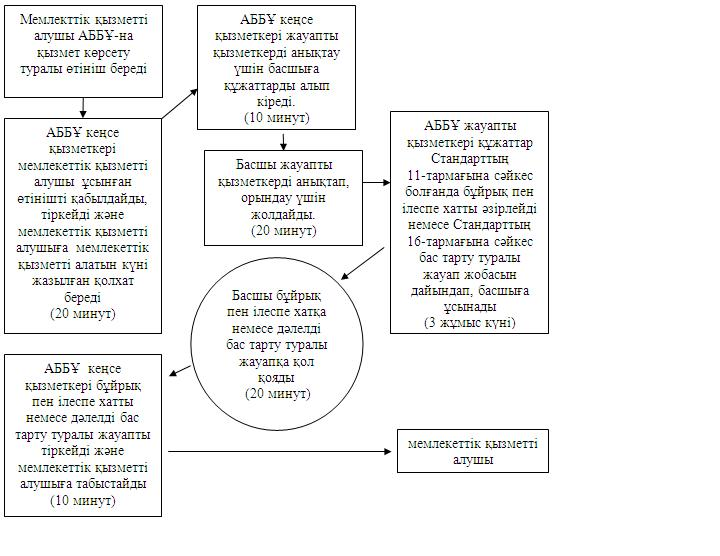 Мемлекттік қызметті
алушы АББҰ-на
қызмет көрсету
туралы өтініш береді
АББҰ кеңсе
қызметкері
мемлекеттік қызметті
алушы ұсынған
өтінішті қабылдайды,
тіркейді және
мемлекеттік қызметті
алушыға мемлекеттік
қызметті алатын күні
жазылған қолхат
береді
(20 минут)
АББҰ кеңсе
қызметкері жауапты
қызметкерді анықтау
үшін басшыға
құжаттарды алып
кіреді.
(10 минут)
Басшы жауапты
қызметкерді анықтап,
орындау үшін
жолдайды.
(20 минут)
АББҰ жауапты
қызметкері құжаттар
Стандарттың
11-тармағына сәйкес
болғанда бұйрық пен
ілеспе хатты әзірлейді
немесе Стандарттың
16-тармағына сәйкес
бас тарту туралы
жауап жобасын
дайындап, басшыға
ұсынады
(3 жұмыс күні)
Басшы бұйрық
пен ілеспе хатқа
немесе дәлелді
бас тарту туралы
жауапқа қол
қояды
(20 минут)
АББҰ кеңсе
қызметкері бұйрық
пен ілеспе хатты
немесе дәлелді бас
тарту туралы жауапты
тіркейді және
мемлекеттік қызметті
алушыға табыстайды
(10 минут)
мемлекеттік қызметті
алушы